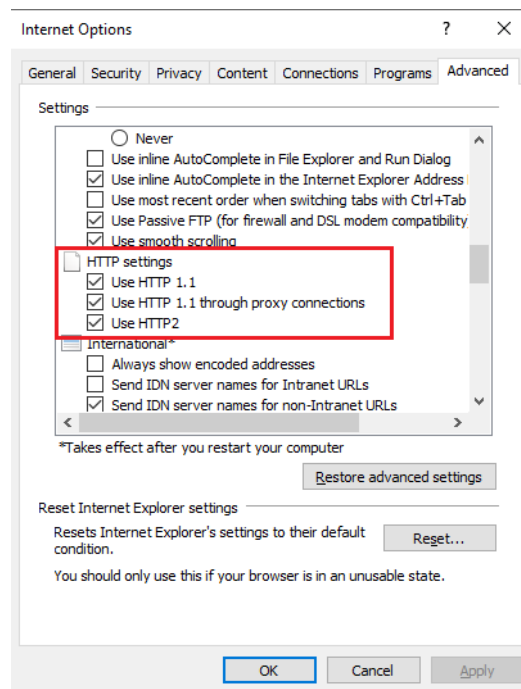 Internet Options
?
General Security Privacy Content Connections Programs Advanced
Settings
Never
Use inline AutoComplete in File Explorer and Run Dialog
Use inline AutoComplete in the Internet Explorer Address
Use most recent order when switching tabs with Ctrl+Tab
Use Passive FTP (for firewall and DSL modem compatibility
Use smooth scrolling
HTTP settings
Use HTTP 1.1
Use HTTP 1.1 through proxy connections
Use HTTP2
International*
Always show encoded addresses
Send IDN server names for Intranet URLs
Send IDN server names for non-Intranet URLs
*Takes effect after you restart your computer
Restore advanced settings
Reset Internet Explorer settings
Resets Internet Explorer's settings to their default
condition.
Reset...
You should only use this if your browser is in an unusable state.
OK Cancel Apply